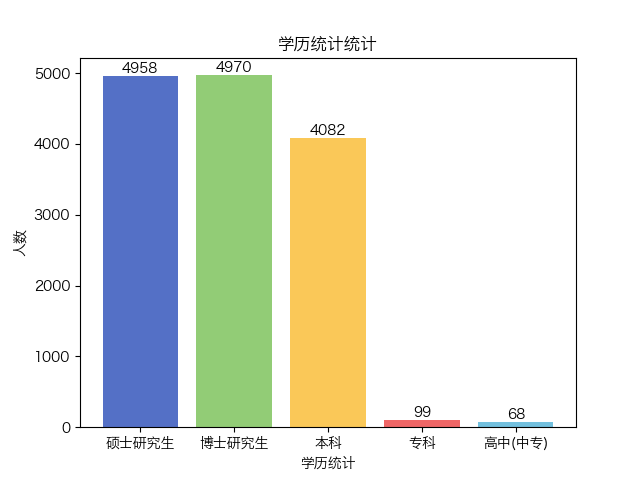 学历统计统计
4958
4970
4082
99
68
5000
4000
3000
2000
1000
0
人数
硕士研究生
博士研究生
本科
专科
高中(中专)
学历统计